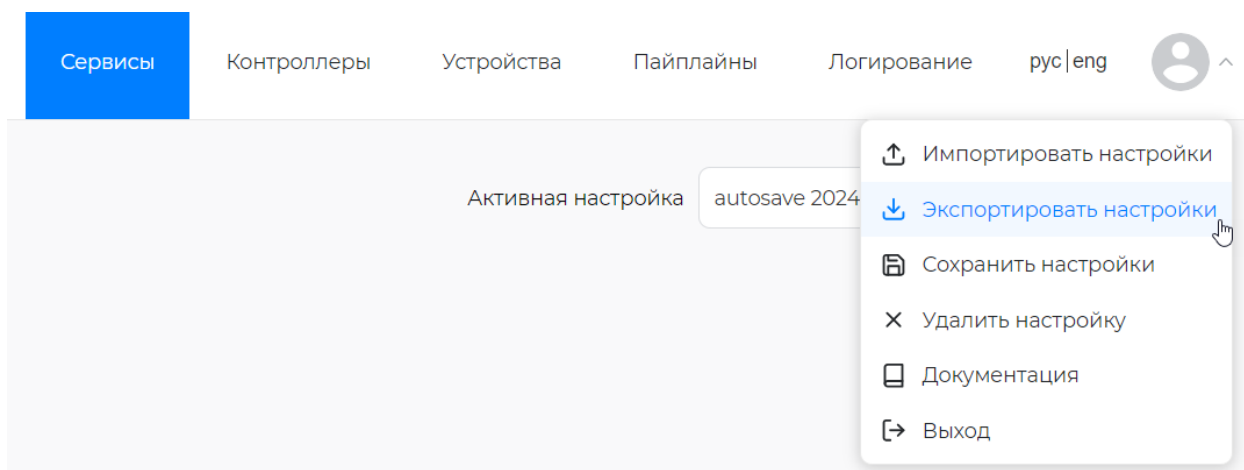 Сервисы Контроллеры Устройства Пайплайны Логирование рус|eng
Импортировать настройки
Активная настройка autosave 2024
Экспортировать настройки
Сохранить настройки
Удалить настройку
Документация
Выход